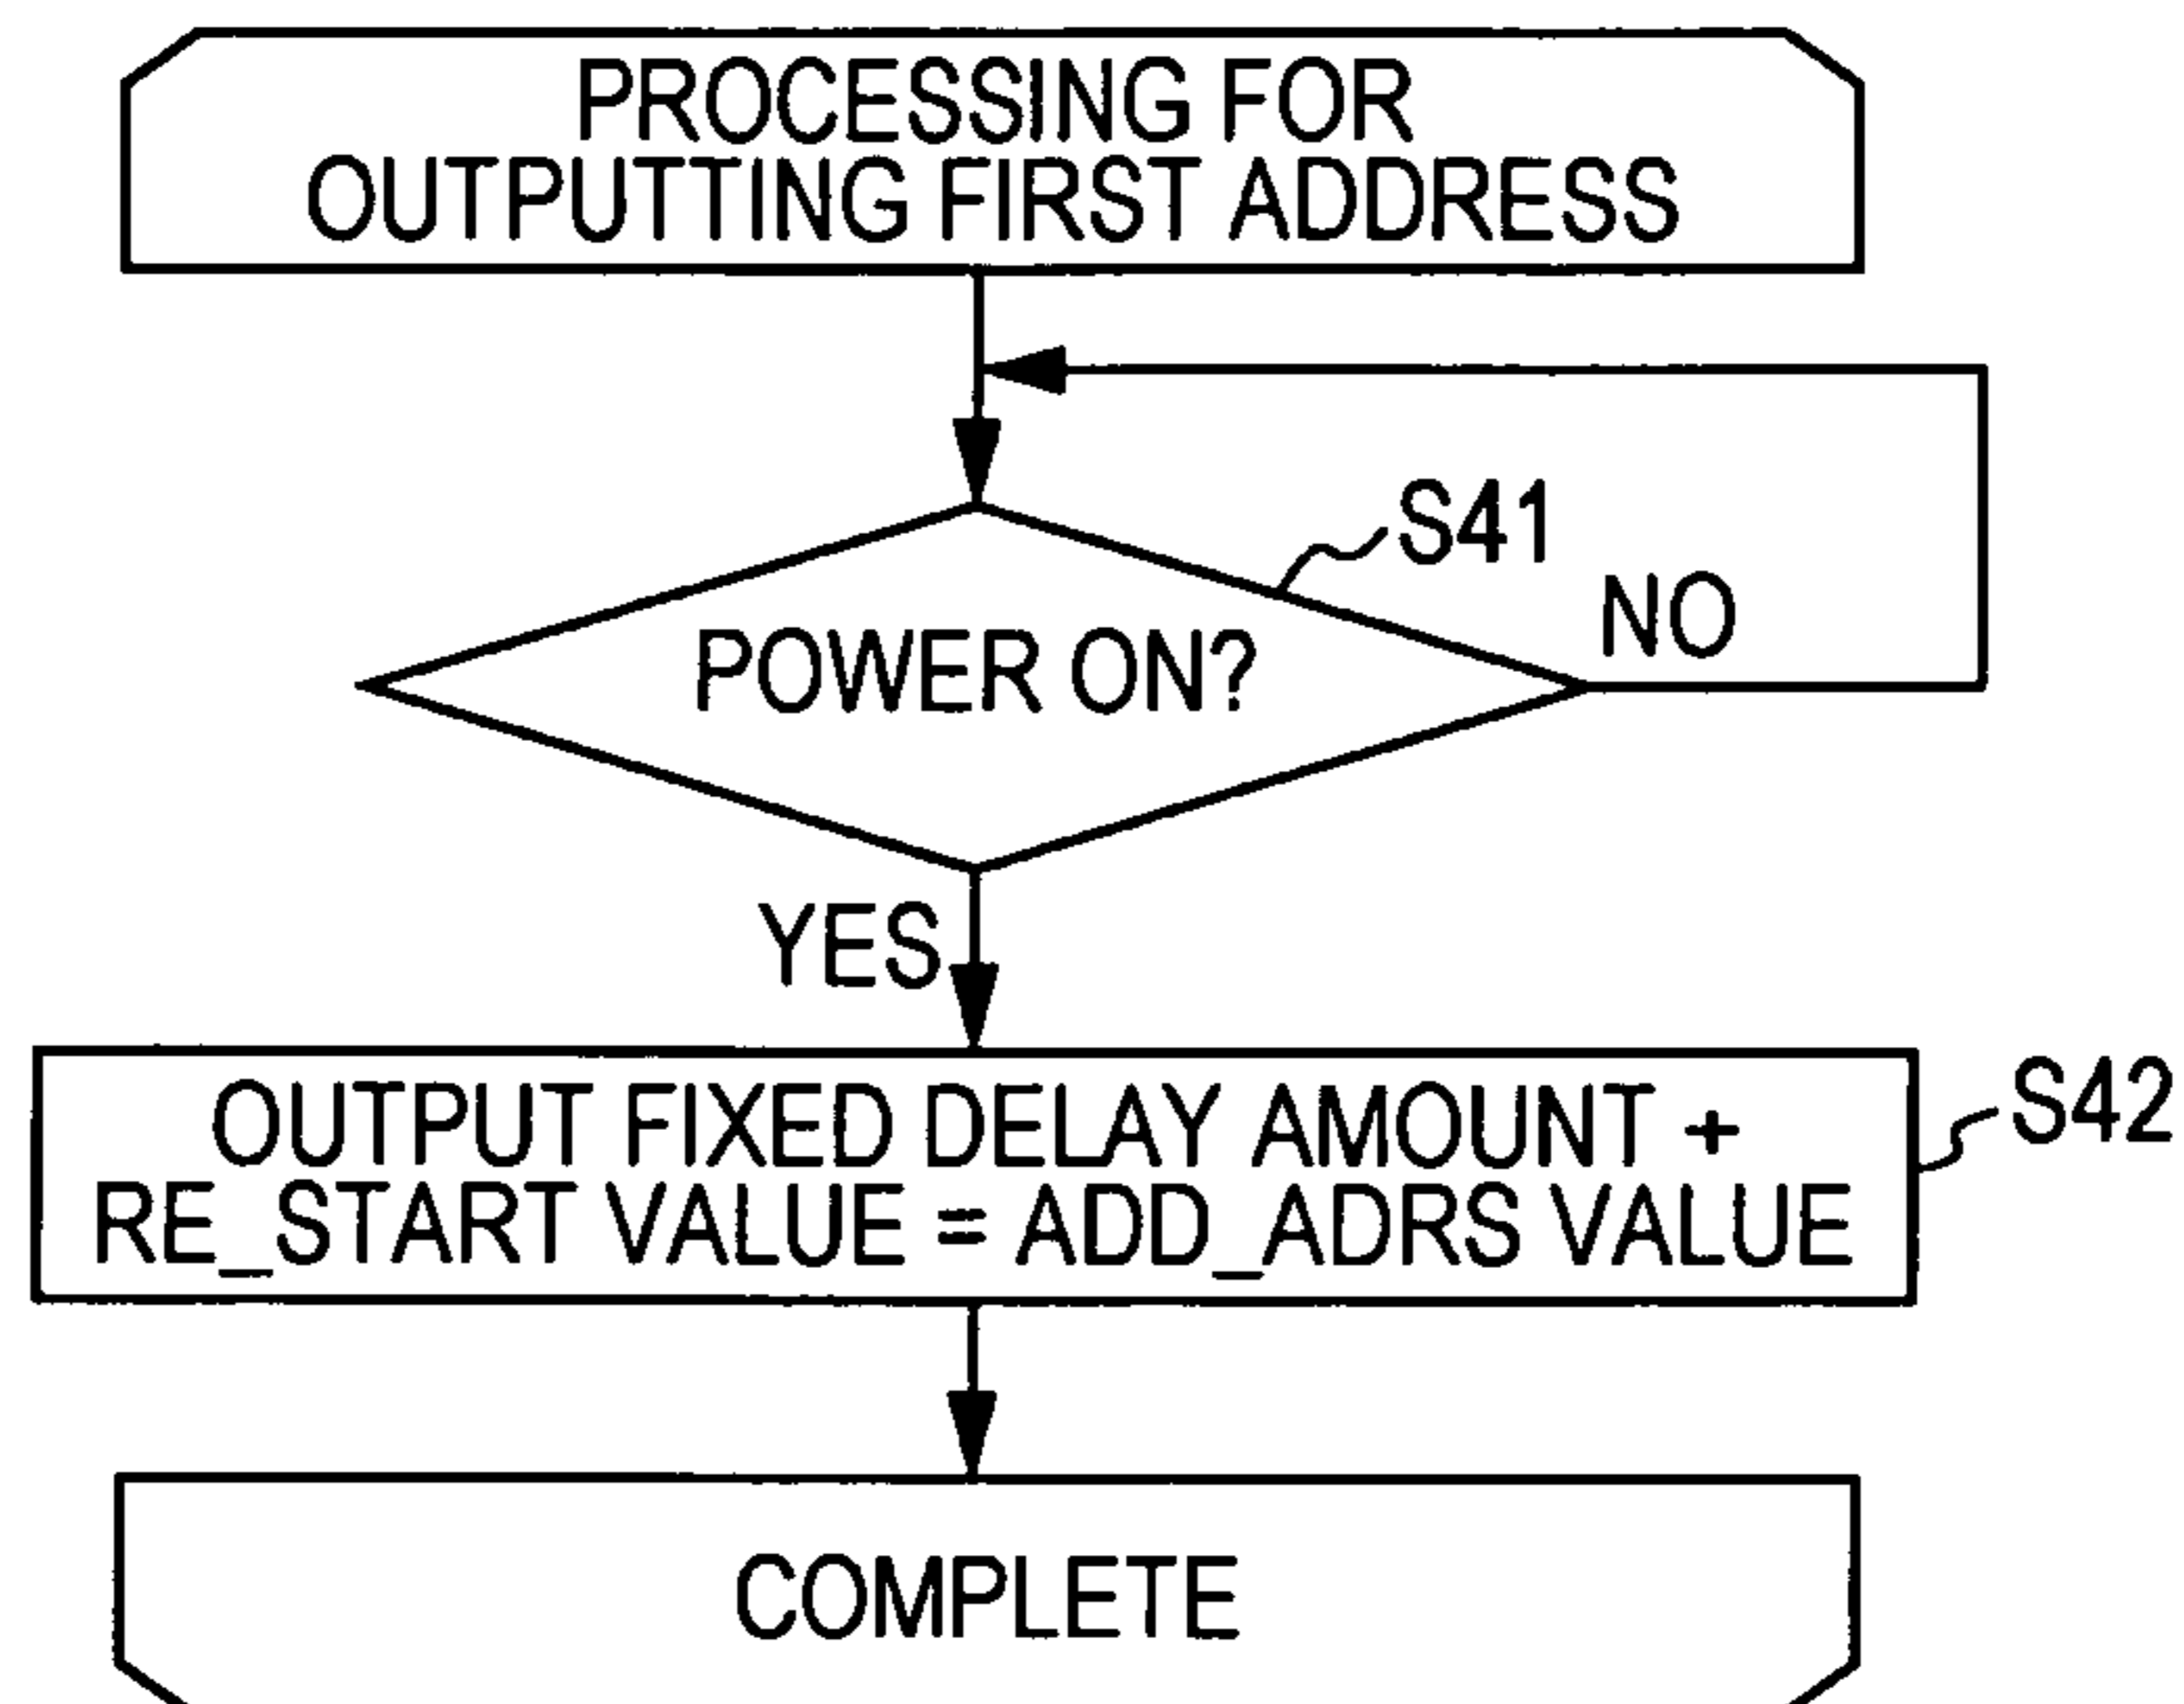 PROCESSING FOR
OUTPUTTING FIRST ADDRESS
S41
NO
POWER ON?
YES
OUTPUT FIXED DELAY AMOUNT +
RE_START VALUE = ADD_ADRS VALUE
S42
COMPLETE